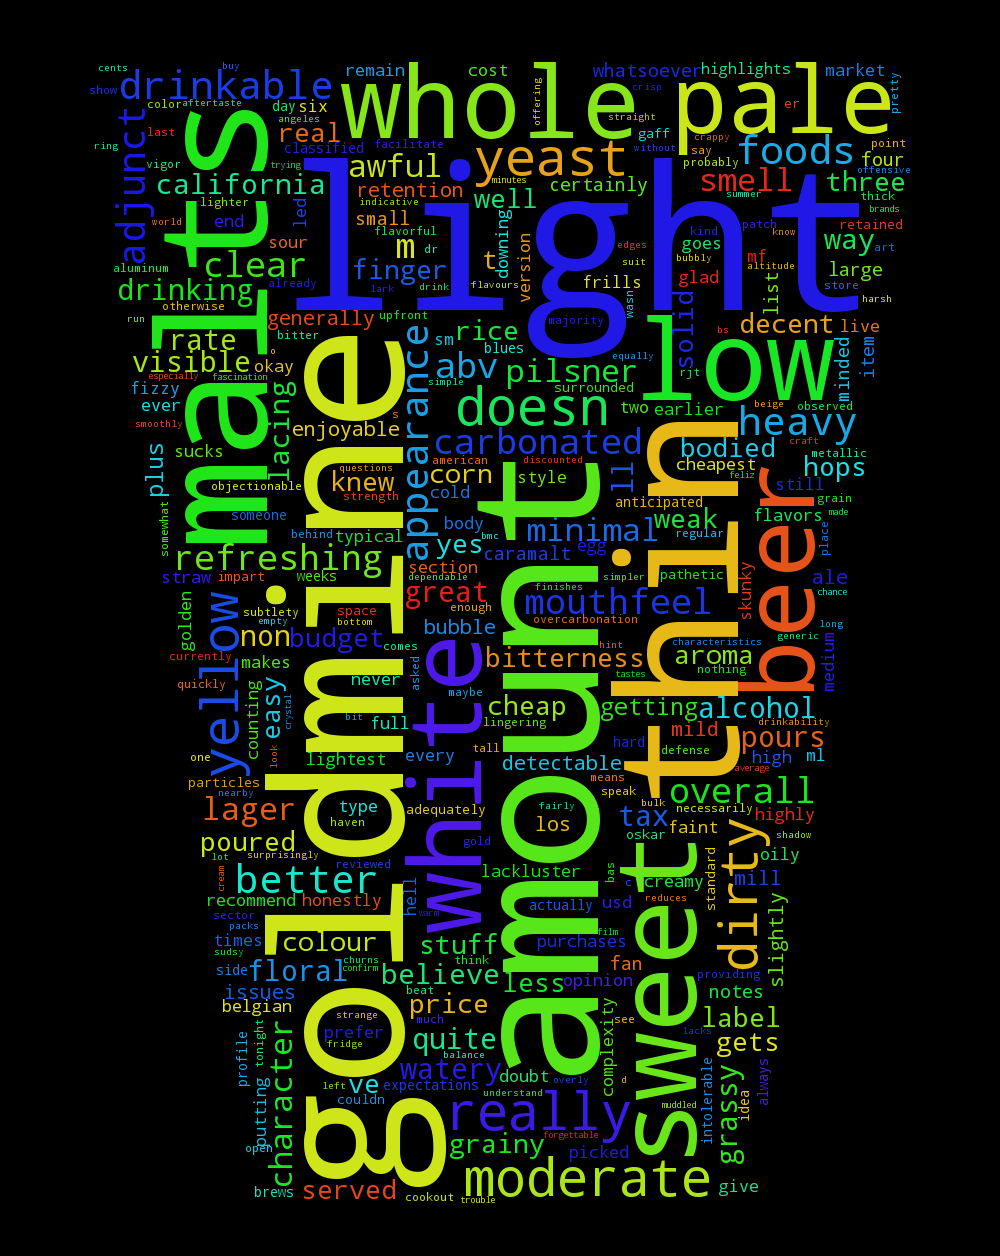 cents
buy
drinkable
show
remain
cost
whole
offering
whatsoever
highlights
market
pale
pretty
crisp
color
aftertaste
day
six
angeles
straight
er
last
real
ring
classified
facilitate
gaff
without
crappy
say
probably
point
foods
four
offensive
vigor
trying
awful
yeast
minutes
adjunct
malts
california
retention
well
certainly
smell
summer
three
thick
brands
lighter
indicative
small
world
end
led
flavorful
light
downing
kind
patch
know
retained
art
way
sour
m
dr
t
version
edges
bubbly
goes
mf
clear
aluminum
already
finger
lark
drink
flavours
frills
suit
glad
altitude
list
large
store
harsh
drinking
otherwise
run
generally
upfront
majority
wasn
solid
bs
decent
live
bitter
rate
o
visible
okay
especially
fascination
fizzy
ever
smoothly
appearance
sm
rice
blues
abv
simple
pilsner
equally
surrounded
low
rjt
minded
item
lacing
enjoyable
s
doesn
two
earlier
beige
observed
heavy
sucks
plus
carbonated
american
discounted
bodied
craft
metallic
cheapest
feliz
hops
objectionable
questions
knew
strength
corn
cold
style
ll
anticipated
still
grain
made
somewhat
someone
behind
typical
body
bmc
minimal
weak
regular
flavors
place
refreshing
yes
caramalt
egg
straw
impart
weeks
section
dependable
finishes
simpler
pathetic
thin
beer
skunky
ale
chance
golden
subtlety
empty
space
bottom
great
enough
mouthfeel
overcarbonation
generic
long
yellow
non
budget
comes
bubble
hint
characteristics
medium
currently
makes
bitterness
tastes
aroma
nothing
quickly
counting
easy
crystal
never
asked
maybe
cheap
getting
alcohol
bit
full
lingering
amount
mild
drinkability
one
look
lightest
every
tall
detectable
hard
defense
pours
particles
nearby
means
speak
high
average
ml
lager
type
haven
adequately
white
fairly
los
bulk
overall
tax
necessarily
highly
oskar
faint
shadow
poured
lot
surprisingly
reviewed
gold
lackluster
bas
c
creamy
standard
dirty
oily
better
cream
recommend
honestly
hell
warm
actually
usd
reduces
mill
sector
packs
times
sudsy
colour
churns
confirm
stuff
think
purchases
film
slightly
side
floral
believe
fan
less
opinion
providing
issues
belgian
beat
price
notes
strange
much
complexity
see
label
prefer
fridge
quite
balance
lacks
gets
profile
tonight
character
left
ve
watery
expectations
doubt
overly
understand
d
sweet
muddled
intolerable
idea
always
putting
couldn
goldmine
really
forgettable
grassy
open
grainy
picked
brews
served
cookout
moderate
trouble
give